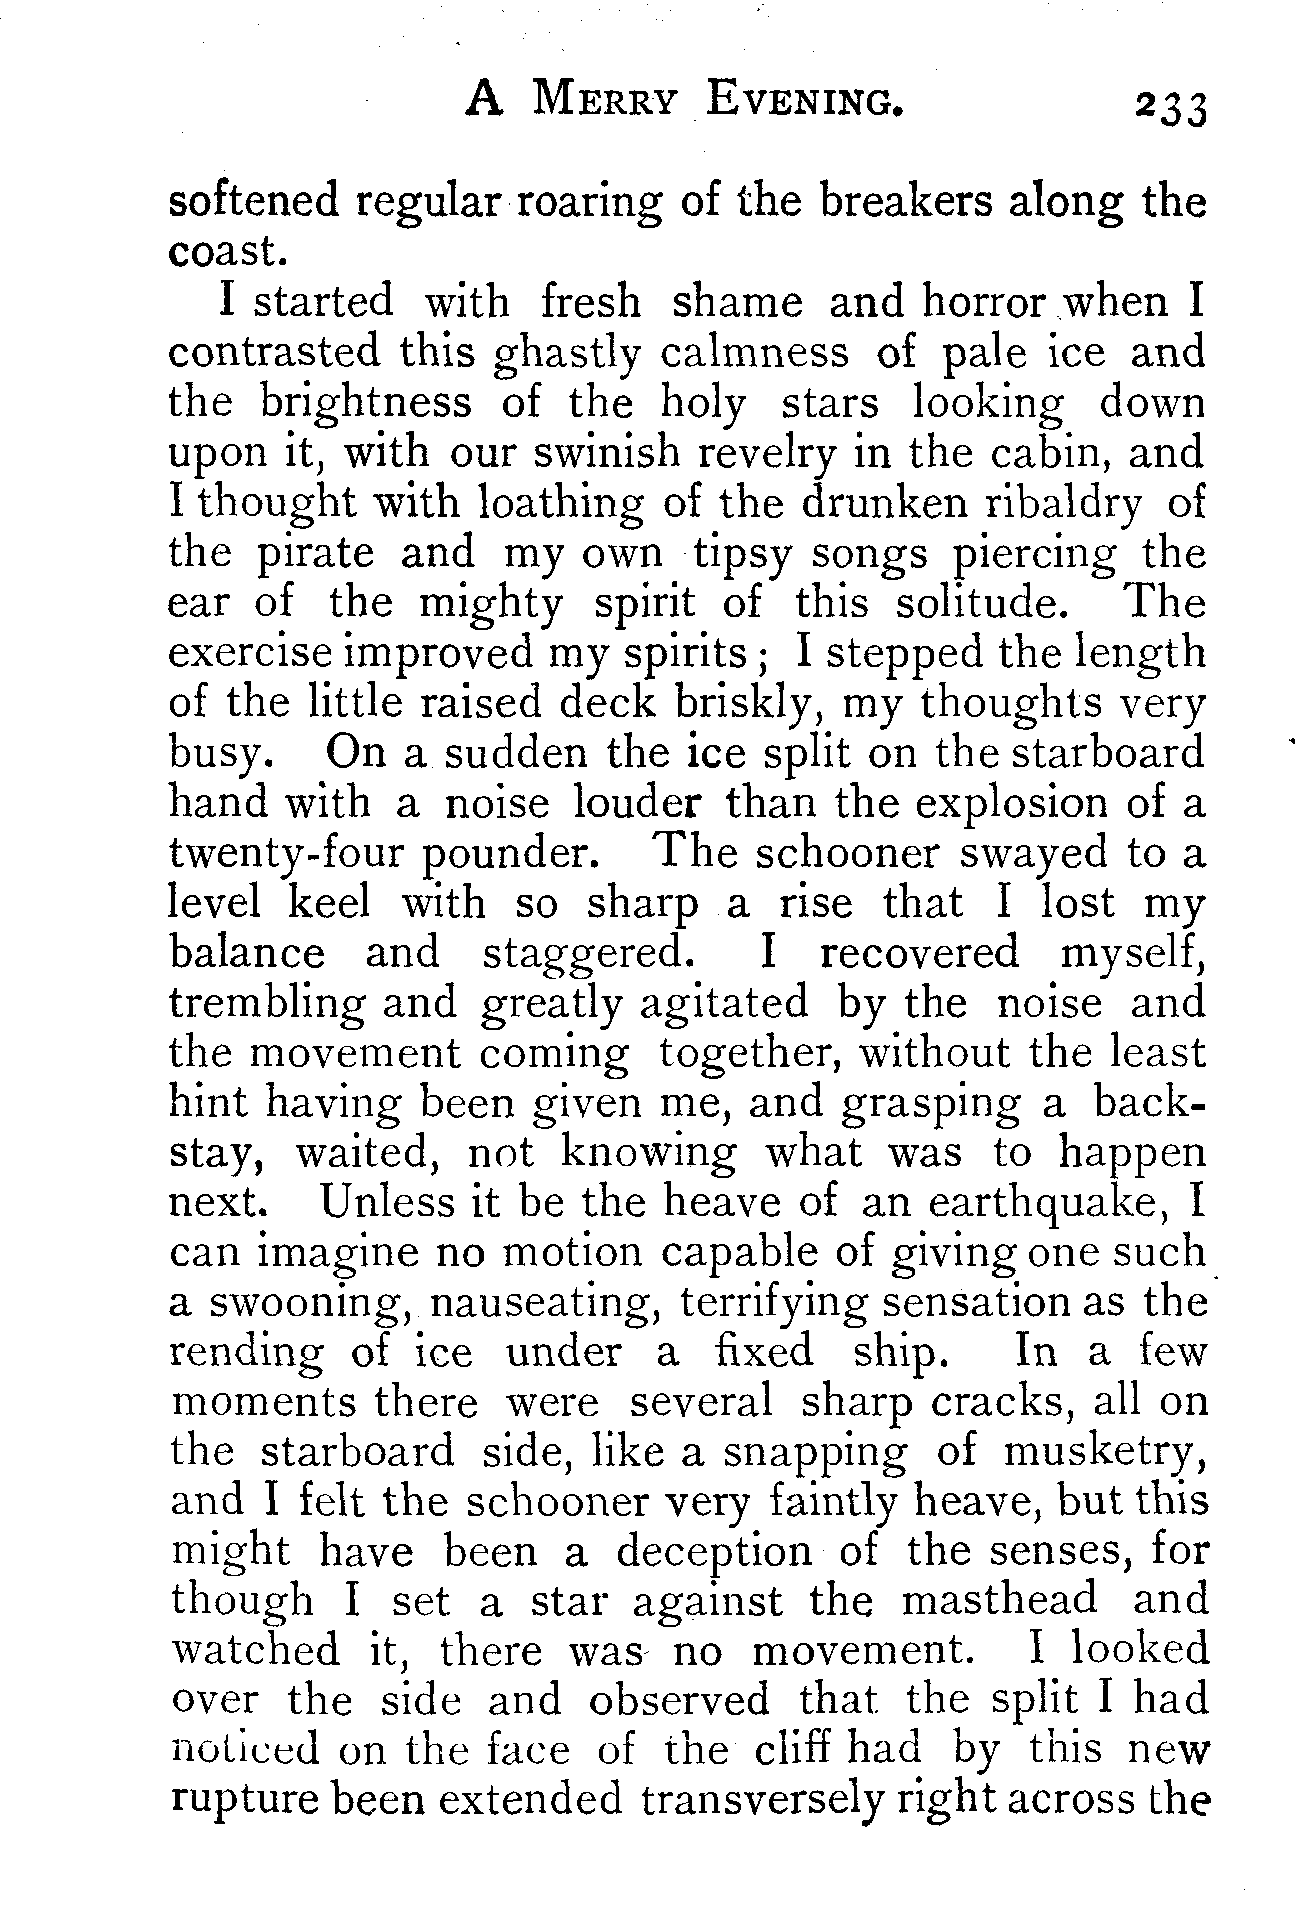 A MERRY EVENING. 233
softened regular roaring of the breakers along the
coast.
I started with fresh shame and horror when I
contrasted this ghastly calmness of pale ice and
the brightness of the holy stars looking down
upon it, with our swinish revelry in the cabin, and
I thought with loathing of the drunken ribaldry of
the pirate and my own tipsy songs piercing the
ear of the mighty spirit of this solitude. The
exercise improved my spirits ; I stepped the length
of the little raised deck briskly, my thoughts very
busy. On a sudden the ice split on the starboard
hand with a noise louder than the explosion of a
twenty-four pounder. The schooner swayed to a
level keel with so sharp a rise that I lost my
balance and staggered. I recovered myself,
trembling and greatly agitated by the noise and
the movement coming together, without the least
hint having been given me, and grasping a back-
stay, waited, not knowing what was to happen
next. Unless it be the heave of an earthquake, I
can imagine no motion capable of giving one such
a swooning, nauseating, terrifying sensation as the
rending of ice under a fixed ship. In a few
moments there were several sharp cracks, all on
the starboard side, like a snapping of musketry,
and I felt the schooner very faintly heave, but this
might have been a deception of the senses, for
though I set a star against the masthead and
watched it, there was no movement. I looked
over the side and observed that the split I had
noticed on the face of the cliff had by this new
rupture been extended transversely right across the